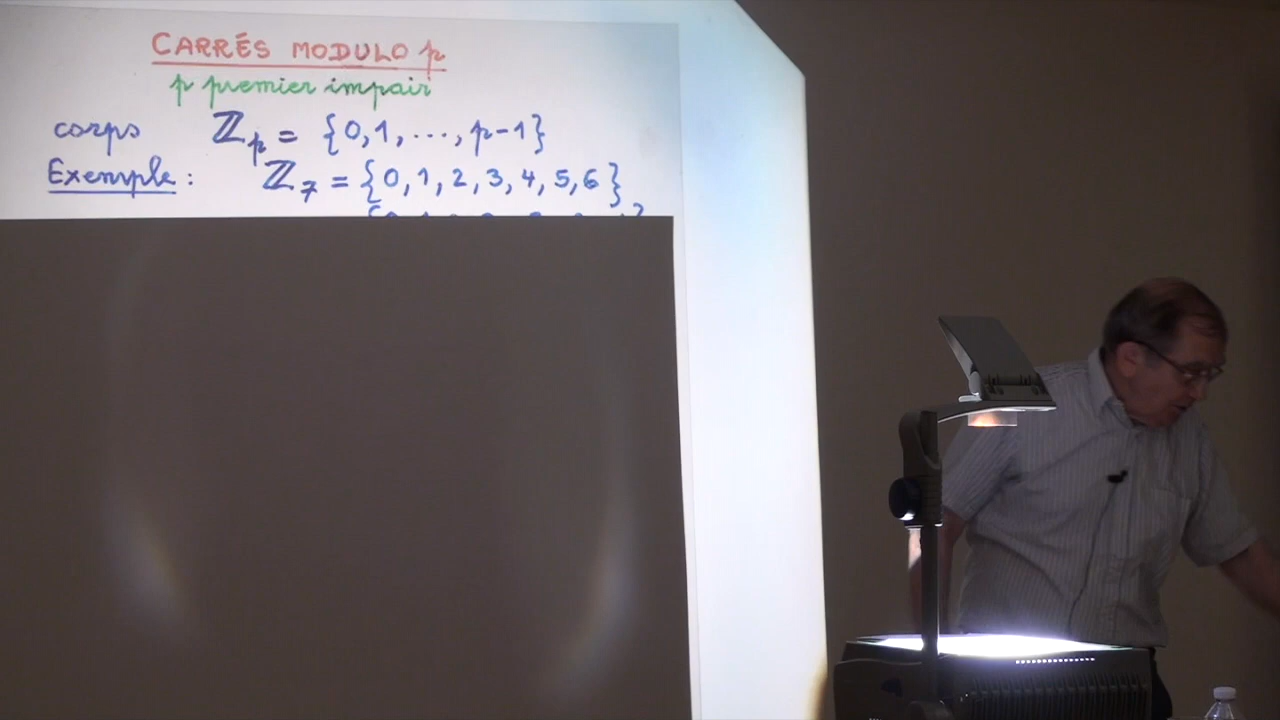 CARRÉS MODULO p
p premier impair
corps ℤp = {0, 1, ..., p-1}
Exemple : ℤ7 = {0, 1, 2, 3, 4, 5, 6}